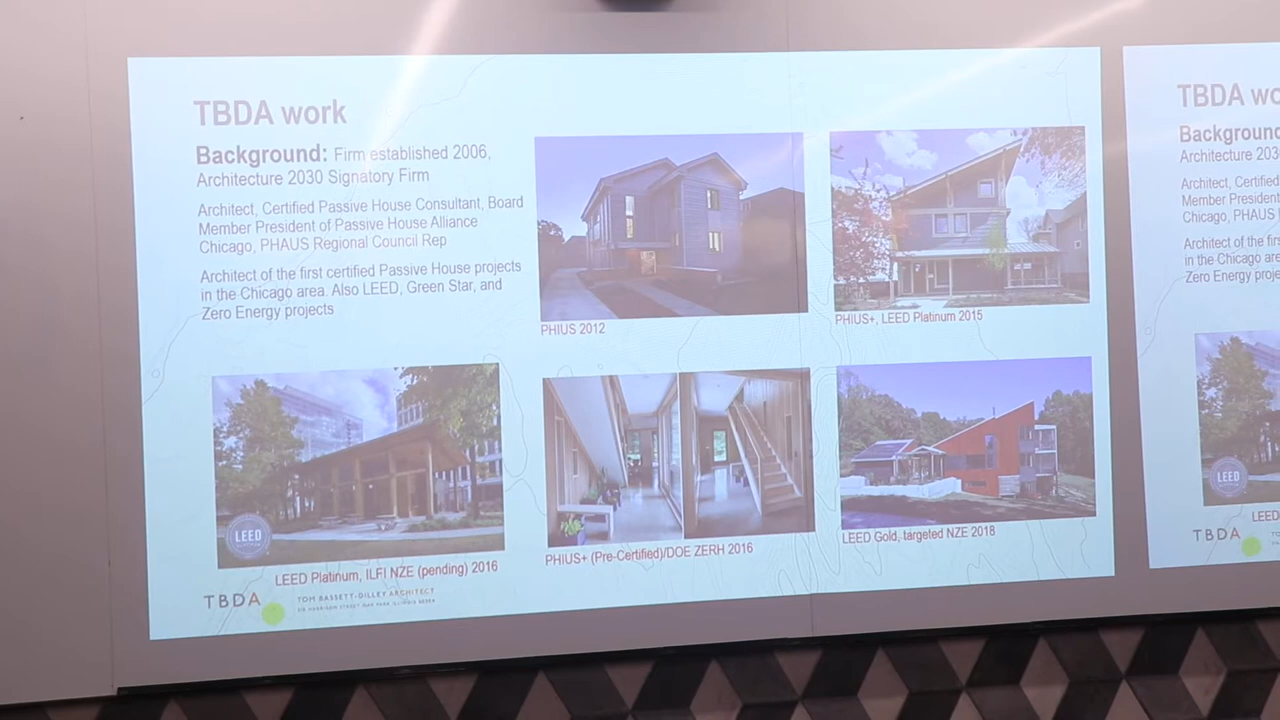 TBDA work
Background: Firm established 2006,
Architecture 2030 Signatory Firm
Architect, Certified Passive House Consultant, Board
Member President of Passive House Alliance
Chicago, PHAUS Regional Council Rep
Architect of the first certified Passive House projects
in the Chicago area. Also LEED, Green Star, and
Zero Energy projects
PHIUS 2012
PHIUS+, LEED Platinum 2015
LEED
LEED Platinum, ILFI NZE (pending) 2016
PHIUS+ (Pre-Certified)/DOE ZERH 2016
LEED Gold, targeted NZE 2018
TBDA
TOM BASSETT-DILLEY ARCHITECT
TBDA wo
Background
Architecture 203
Architect, Certified
Member President
Chicago, PHAUS
Architect of the firs
in the Chicago area
Zero Energy proje
LEED
LEED
TBDA